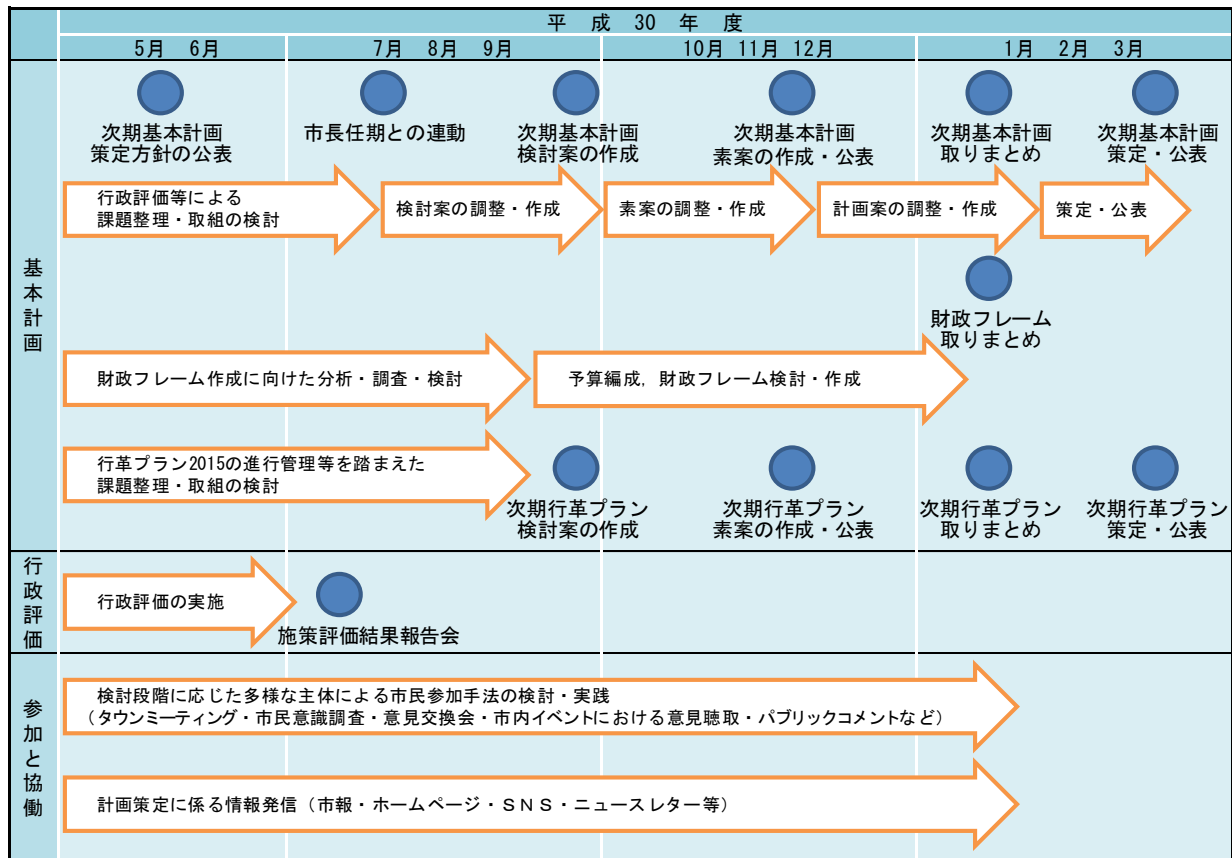 平 成 30 年 度
5月 6月
7月 8月 9月
10月 11月 12月
1月 2月 3月
基本計画
次期基本計画
策定方針の公表
市長任期との連動
次期基本計画
検討案の作成
次期基本計画
素案の作成・公表
次期基本計画
取りまとめ
次期基本計画
策定・公表
行政評価等による
課題整理・取組の検討
検討案の調整・作成
素案の調整・作成
計画案の調整・作成
策定・公表
財政フレーム
取りまとめ
財政フレーム作成に向けた分析・調査・検討
予算編成,財政フレーム検討・作成
行革プラン2015の進行管理等を踏まえた
課題整理・取組の検討
次期行革プラン
検討案の作成
次期行革プラン
素案の作成・公表
次期行革プラン
取りまとめ
次期行革プラン
策定・公表
行政評価
行政評価の実施
施策評価結果報告会
参加と協働
検討段階に応じた多様な主体による市民参加手法の検討・実践
(タウンミーティング・市民意識調査・意見交換会・市内イベントにおける意見聴取・パブリックコメントなど)
計画策定に係る情報発信(市報・ホームページ・SNS・ニュースレター等)